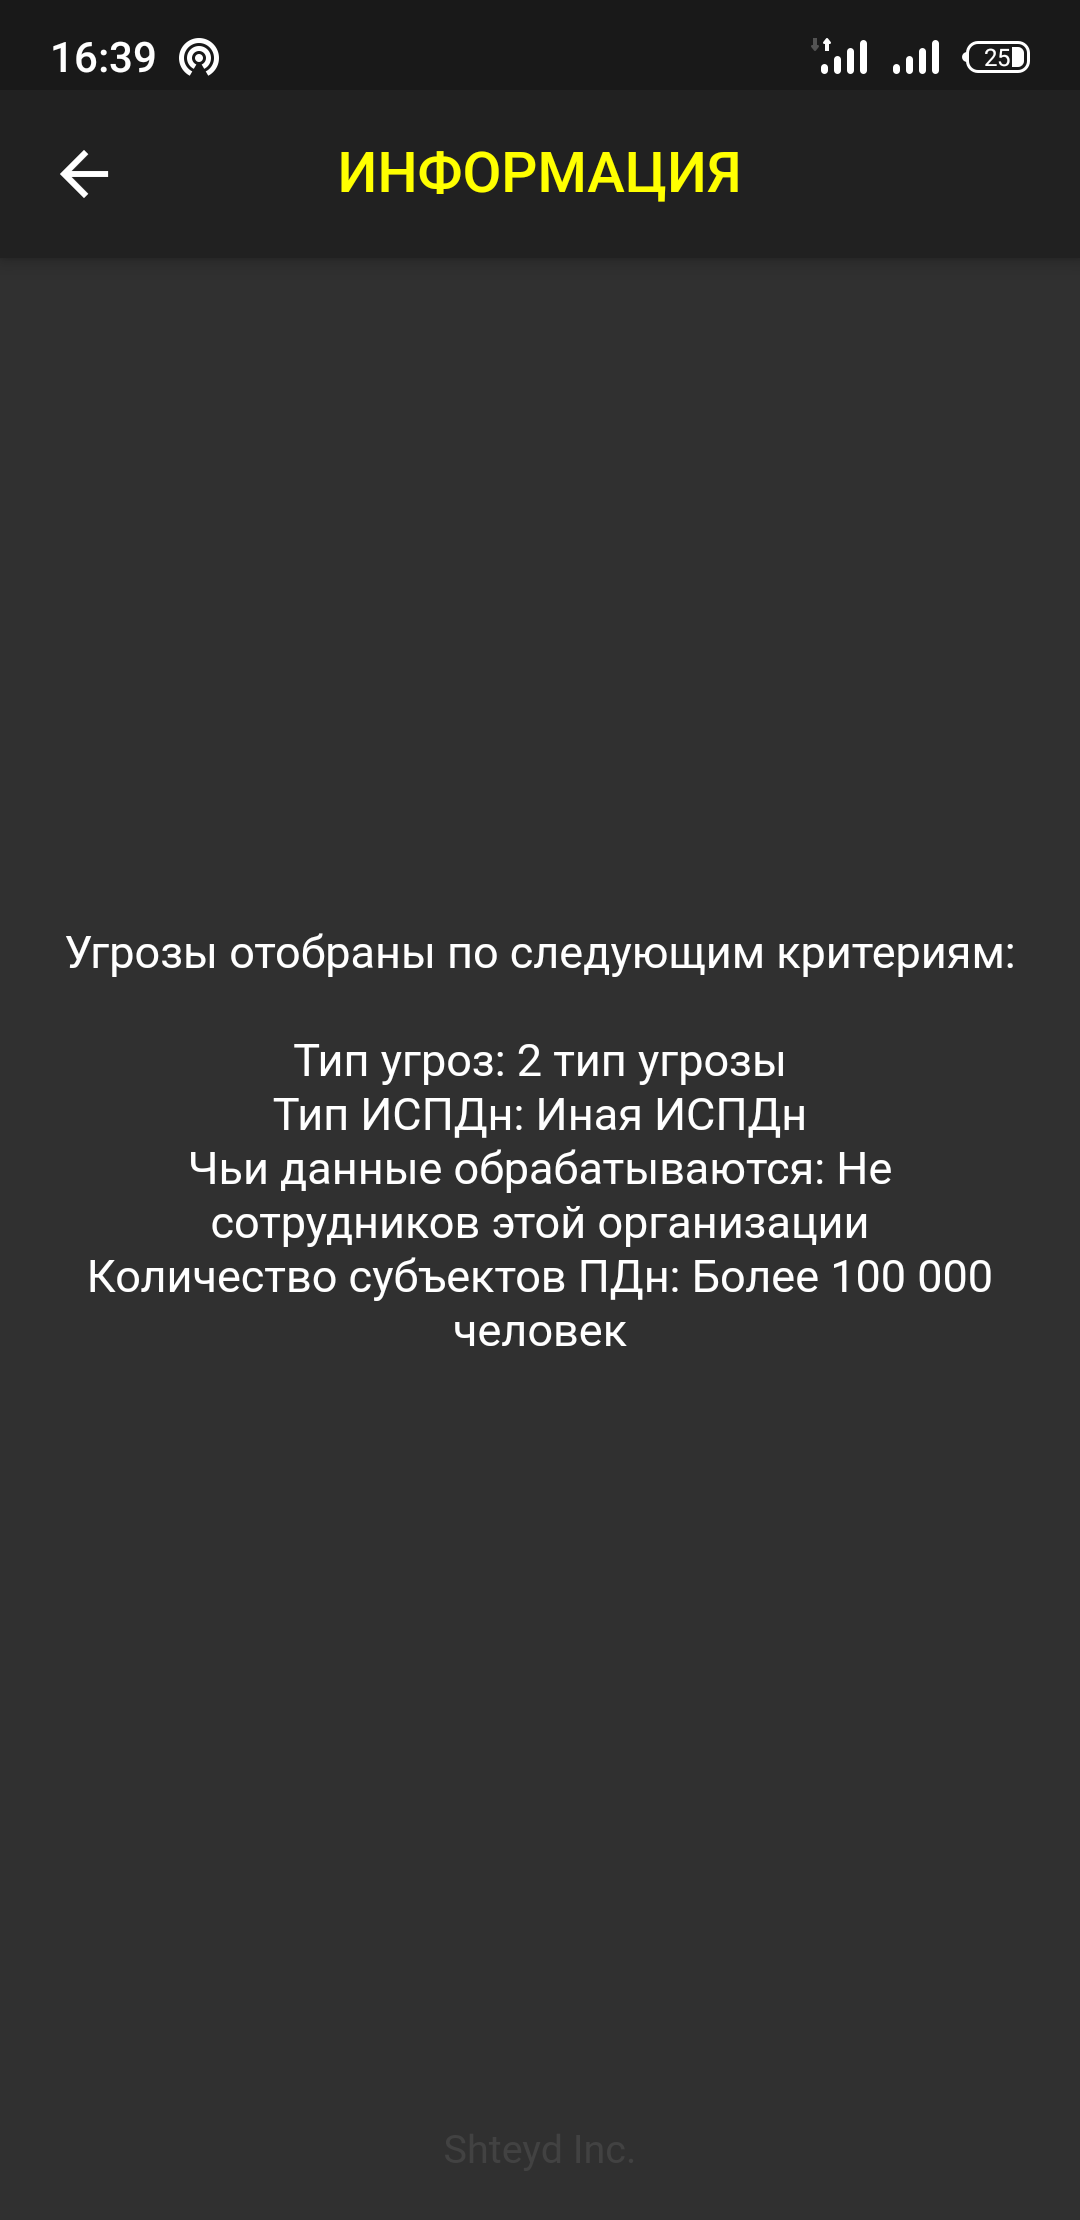 16:39
25
ИНФОРМАЦИЯ
Угрозы отобраны по следующим критериям:
Тип угроз: 2 тип угрозы
Тип ИСПДн: Иная ИСПДн
Чьи данные обрабатываются: Не
сотрудников этой организации
Количество субъектов ПДн: Более 100 000
человек
Shteyd Inc.